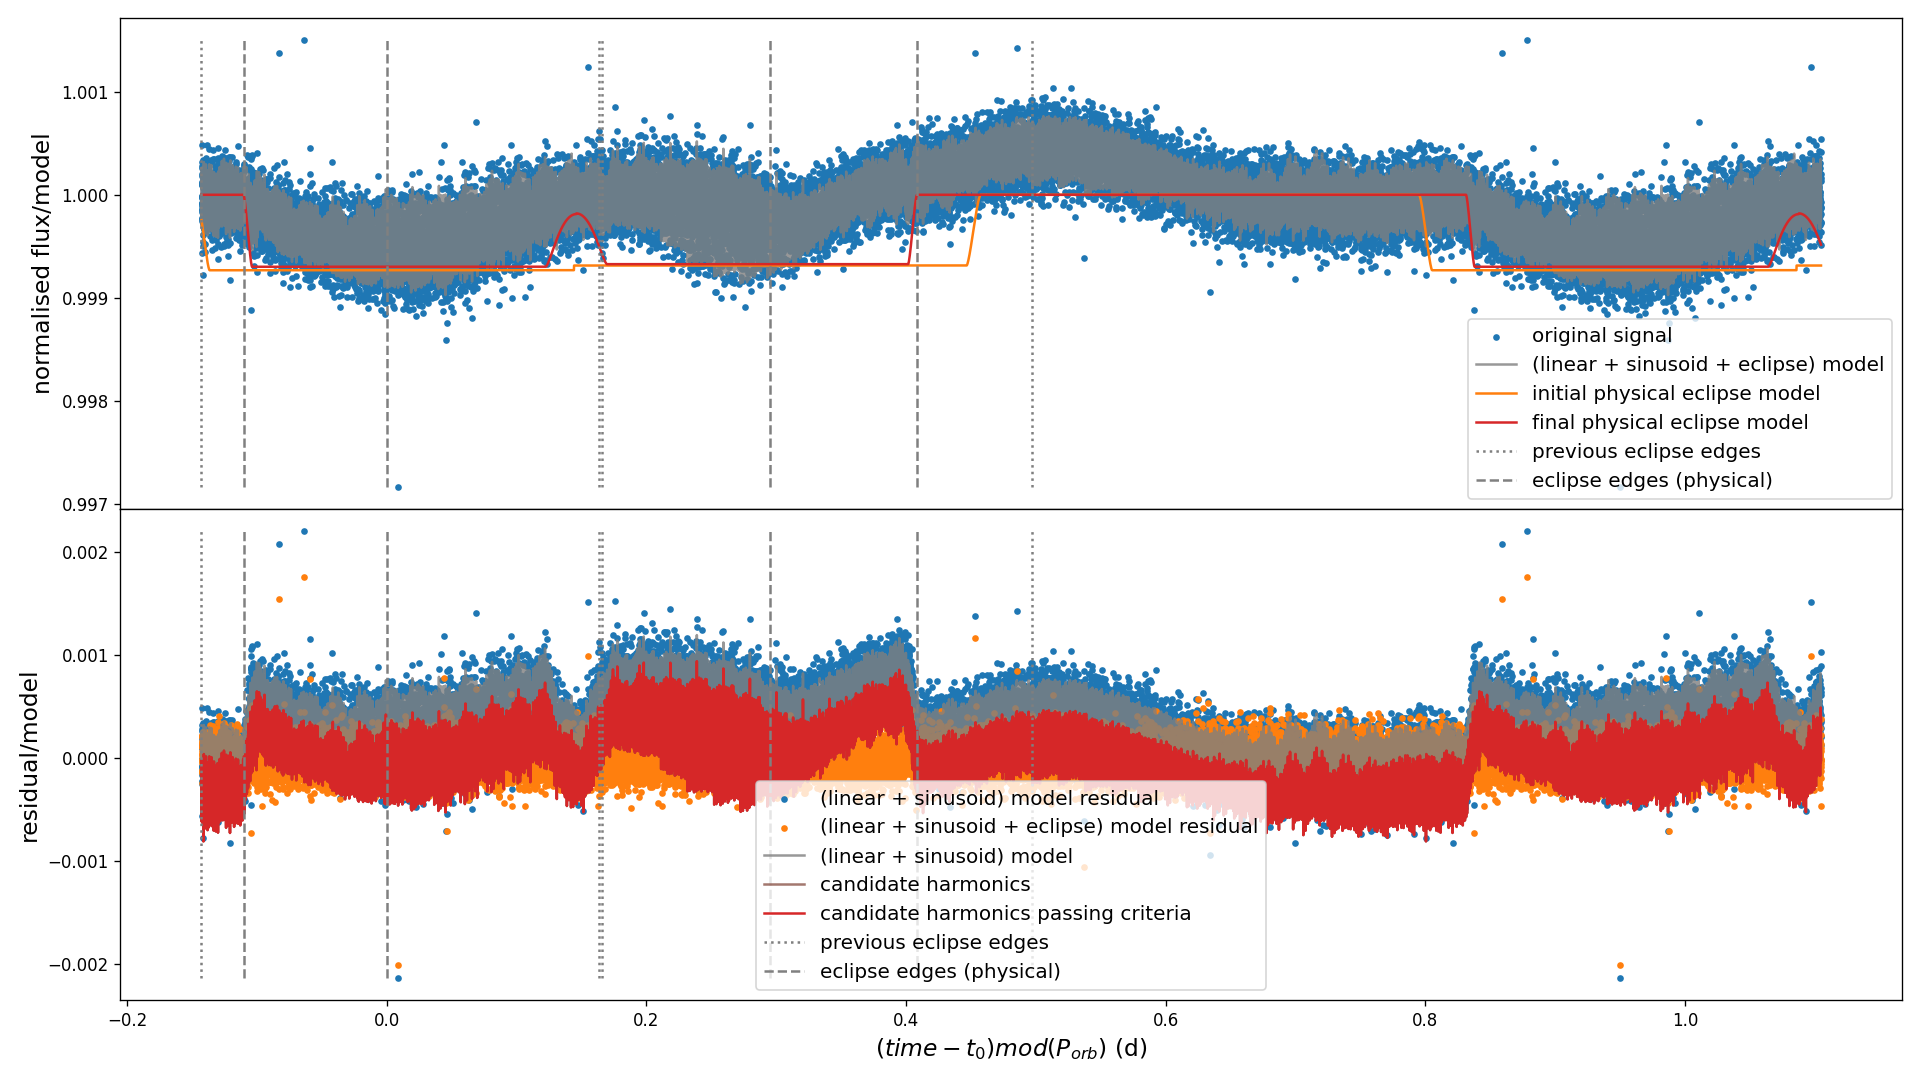 1.001
1.000
0.999
0.998
0.997
normalised flux/model
original signal
(linear + sinusoid + eclipse) model
initial physical eclipse model
final physical eclipse model
previous eclipse edges
eclipse edges (physical)
0.002
0.001
0.000
−0.001
−0.002
residual/model
(linear + sinusoid) model residual
(linear + sinusoid + eclipse) model residual
(linear + sinusoid) model
candidate harmonics
candidate harmonics passing criteria
previous eclipse edges
eclipse edges (physical)
−0.2 0.0 0.2 0.4 0.6 0.8 1.0
(time − t₀)mod(P_orb) (d)